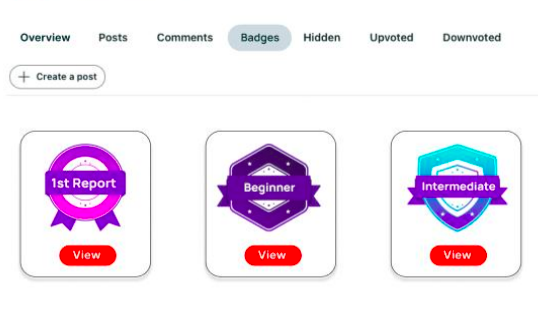 Overview Posts Comments Badges Hidden Upvoted Downvoted
+ Create a post
1st Report Beginner Intermediate
View View View